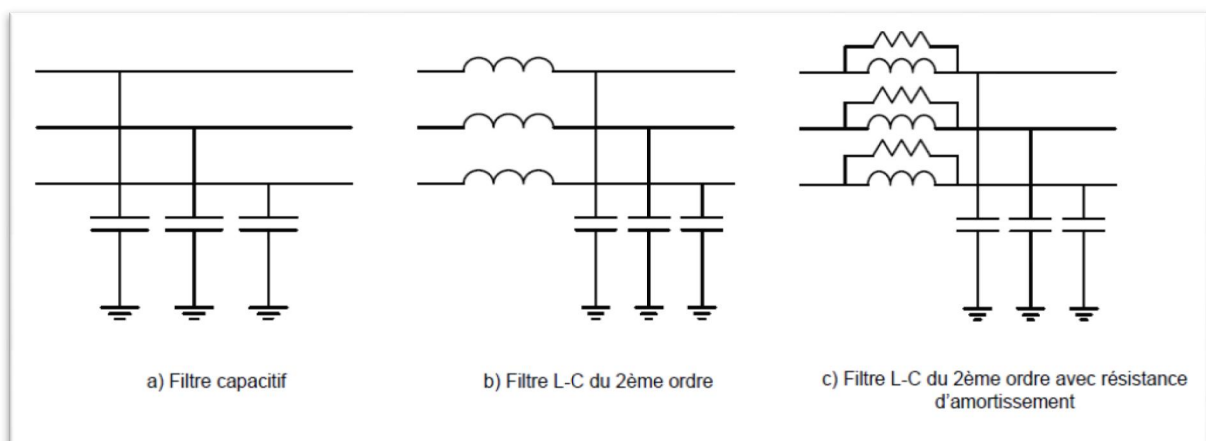 a) Filtre capacitif
b) Filtre L-C du 2ème ordre
c) Filtre L-C du 2ème ordre avec résistance
d'amortissement